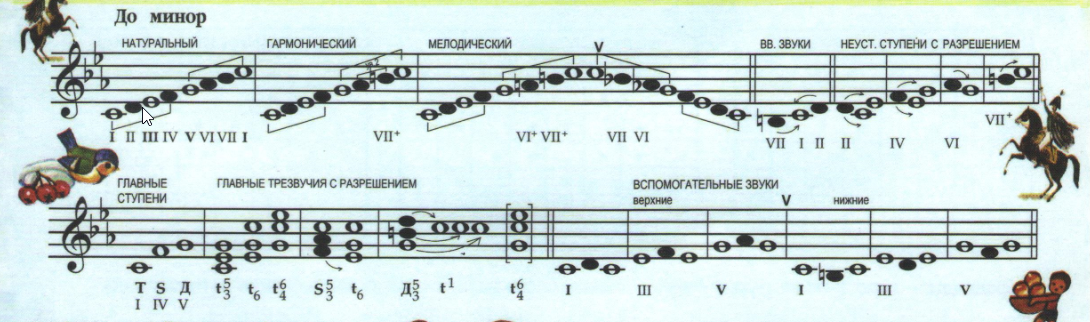 До минор
НАТУРАЛЬНЫЙ ГАРМОНИЧЕСКИЙ МЕЛОДИЧЕСКИЙ V ВВ. ЗВУКИ НЕУСТ. СТУПЕНИ С РАЗРЕШЕНИЕМ
I II III IV V VI VII I VII+ VI+ VII+ VII VI VII I II II IV VI VII+
ГЛАВНЫЕ СТУПЕНИ ГЛАВНЫЕ ТРЕЗВУЧИЯ С РАЗРЕШЕНИЕМ ВСПОМОГАТЕЛЬНЫЕ ЗВУКИ
верхние V нижние
T S Д t5/3 t6 t6/4 S5/3 t6 Д5/3 t1 t6/4 I III V I III V
I IV V